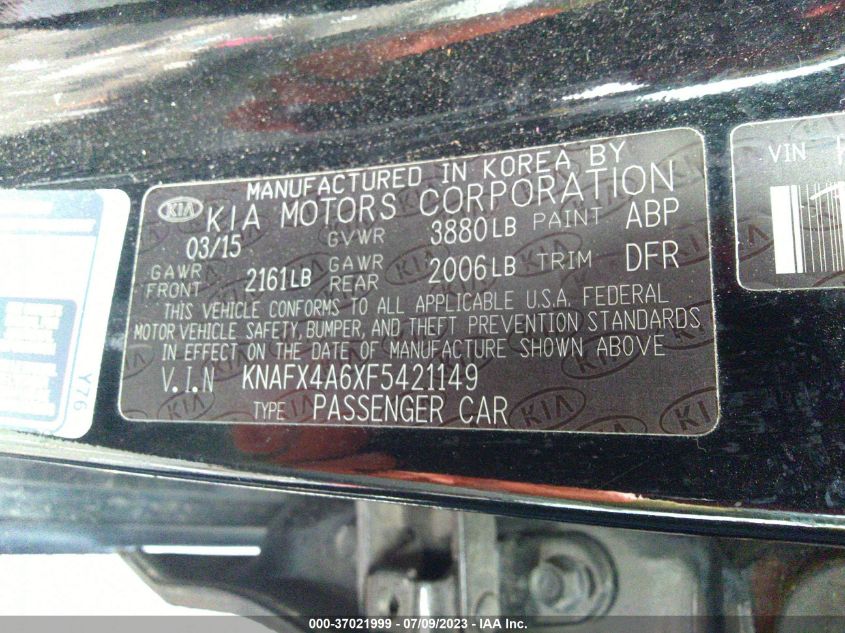 MANUFACTURED IN KOREA BY
KIA KIA MOTORS CORPORATION
03/15 GVWR 3880LB PAINT ABP
GAWR FRONT 2161LB GAWR REAR 2006LB TRIM DFR
THIS VEHICLE CONFORMS TO ALL APPLICABLE U.S.A. FEDERAL
MOTOR VEHICLE SAFETY, BUMPER, AND THEFT PREVENTION STANDARDS
IN EFFECT ON THE DATE OF MANUFACTURE SHOWN ABOVE
V.I.N KNAFX4A6XF5421149
TYPE PASSENGER CAR
VIN
Y76
000-37021999 - 07/09/2023 - IAA Inc.